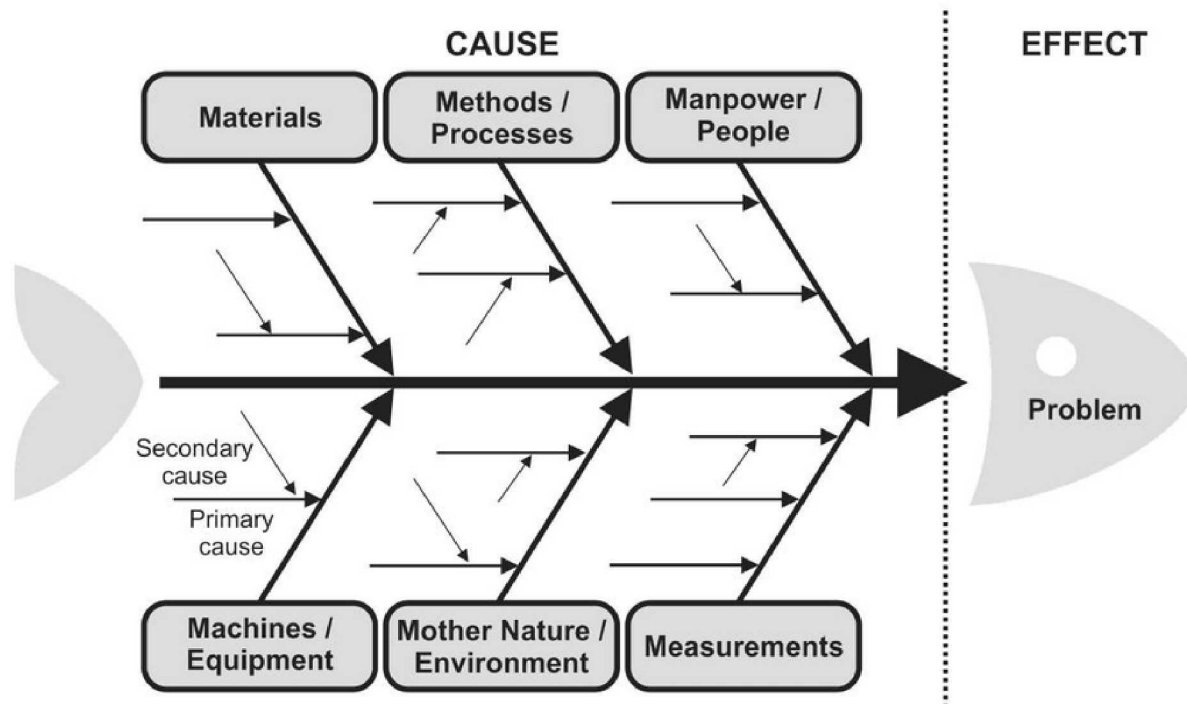 CAUSE
EFFECT
Materials
Methods /
Processes
Manpower /
People
Problem
Secondary
cause
Primary
cause
Machines /
Equipment
Mother Nature /
Environment
Measurements